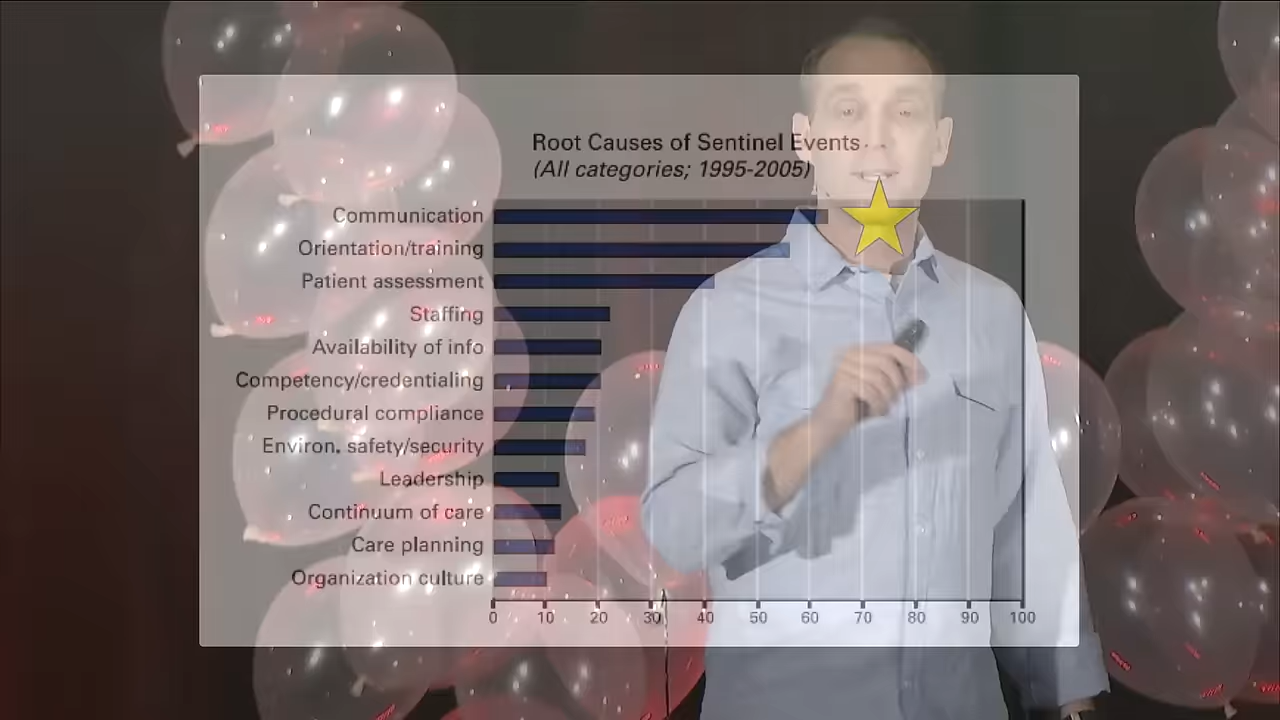 Root Causes of Sentinel Events
(All categories; 1995-2005)
Communication
Orientation/training
Patient assessment
Staffing
Availability of info
Competency/credentialing
Procedural compliance
Environ. safety/security
Leadership
Continuum of care
Care planning
Organization culture
0 10 20 30 40 50 60 70 80 90 100